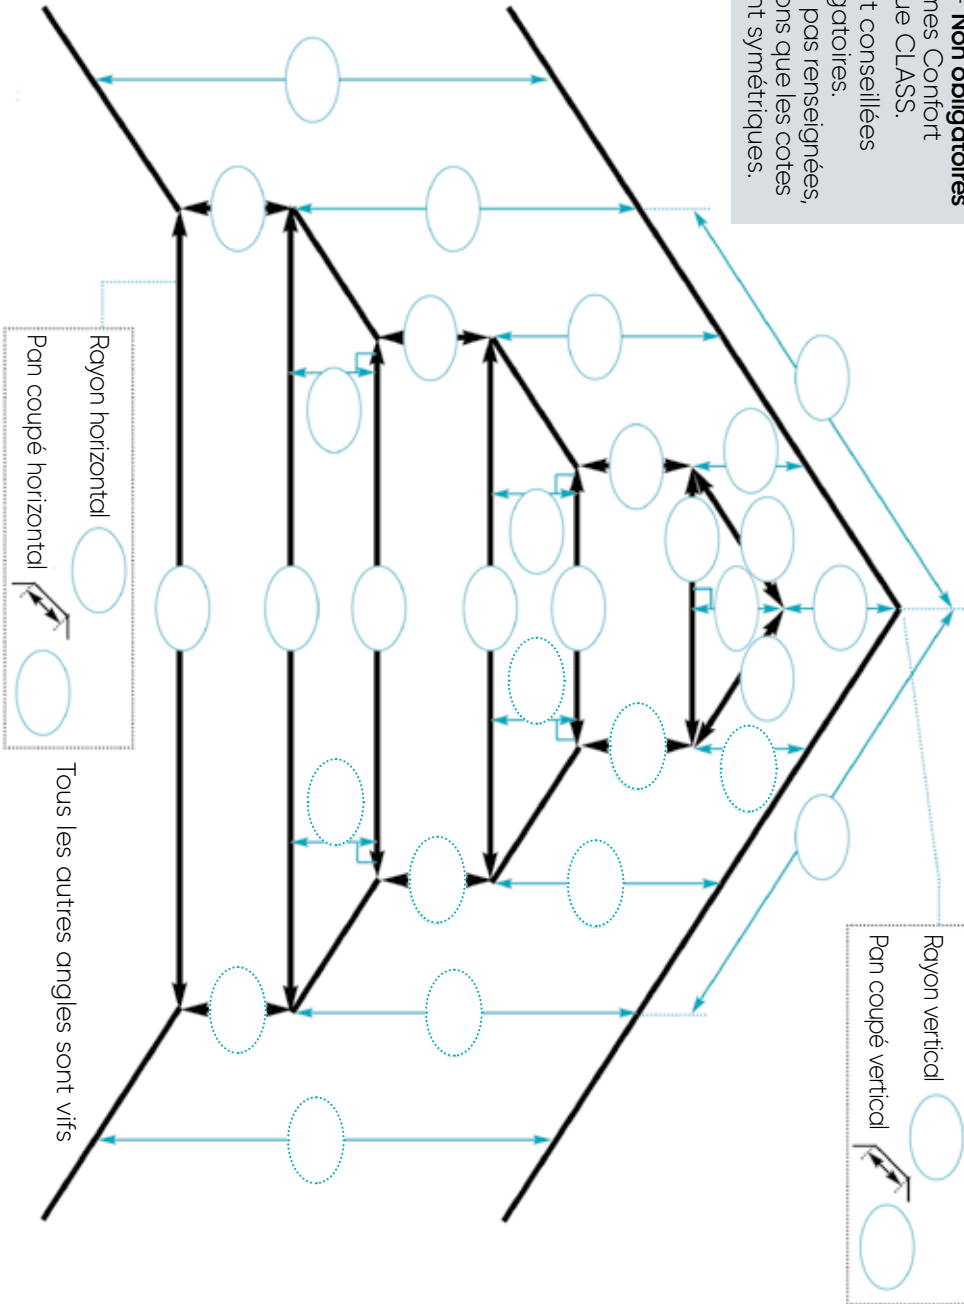 Non obligatoires
mes Confort
ue CLASS.
t conseillées
gatoires.
pas renseignées,
ons que les cotes
nt symétriques.
Rayon vertical
Pan coupé vertical
Rayon horizontal
Pan coupé horizontal
Tous les autres angles sont vifs